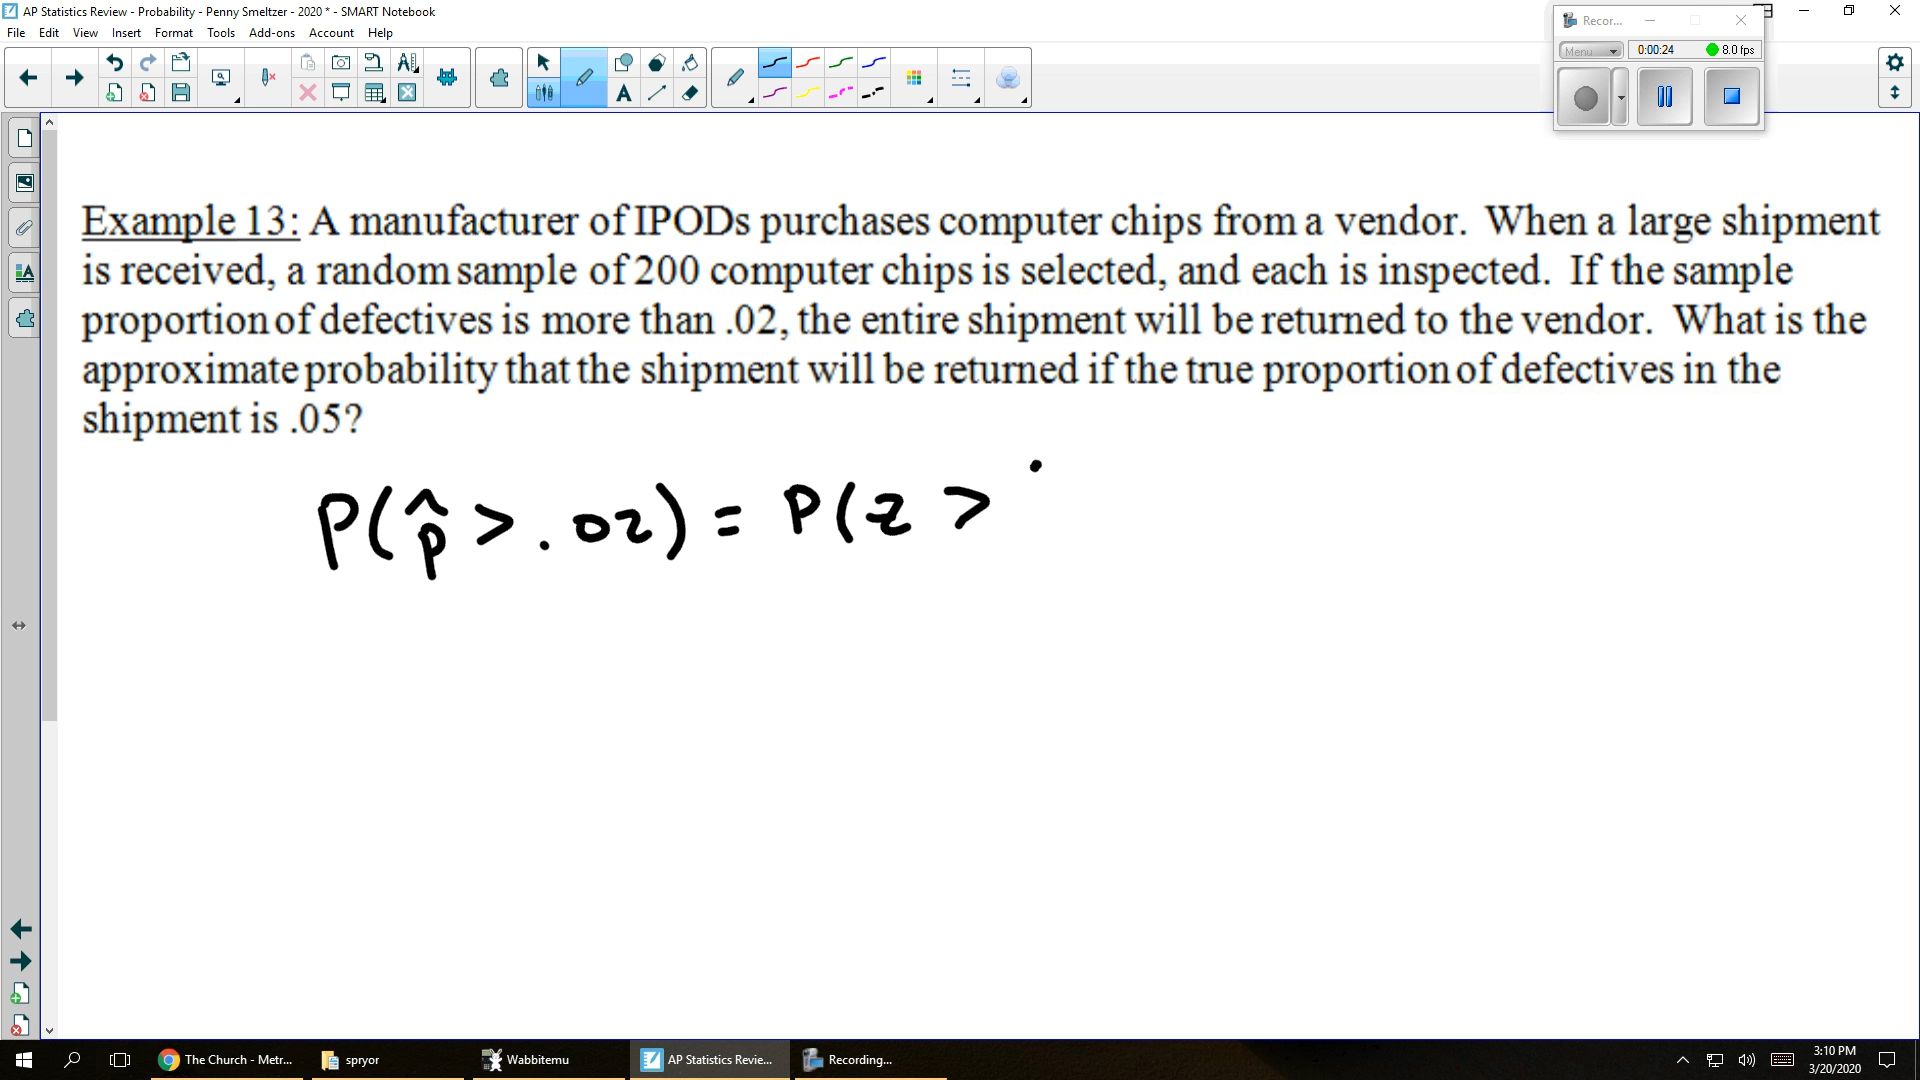 AP Statistics Review - Probability - Penny Smeltzer - 2020 * - SMART Notebook
Recor...
File Edit View Insert Format Tools Add-ons Account Help
Menu 0:00:24 8.0 fps
Example 13: A manufacturer of IPODs purchases computer chips from a vendor. When a large shipment
is received, a random sample of 200 computer chips is selected, and each is inspected. If the sample
proportion of defectives is more than .02, the entire shipment will be returned to the vendor. What is the
approximate probability that the shipment will be returned if the true proportion of defectives in the
shipment is .05?
P(p̂ > .02) = P(z > .
The Church - Metr... spryor Wabbitemu AP Statistics Revie... Recording... 3:10 PM
3/20/2020